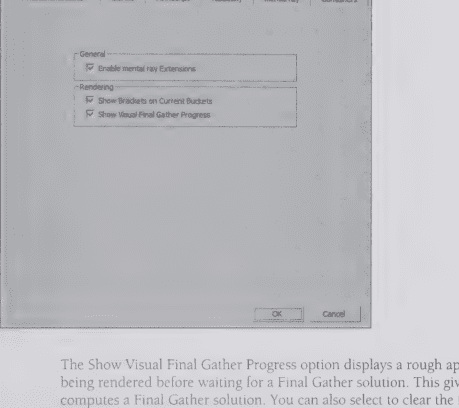 General
Enable mental ray Extensions
Rendering
Show Brackets on Current Buckets
Show Visual Final Gather Progress
OK Cancel
The Show Visual Final Gather Progress option displays a rough ap
being rendered before waiting for a Final Gather solution. This giv
computes a Final Gather solution. You can also select to clear the